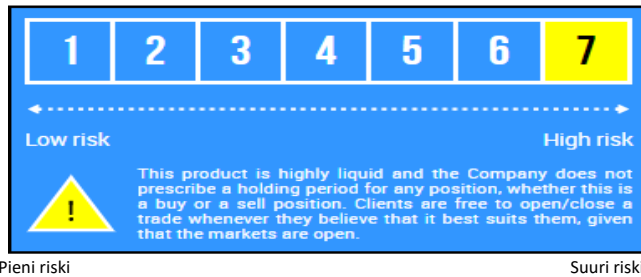 1 2 3 4 5 6 7
Low risk High risk
This product is highly liquid and the Company does not
prescribe a holding period for any position, whether this is
a buy or a sell position. Clients are free to open/close a
trade whenever they believe that it best suits them, given
that the markets are open.
!
Pieni riski Suuri riski